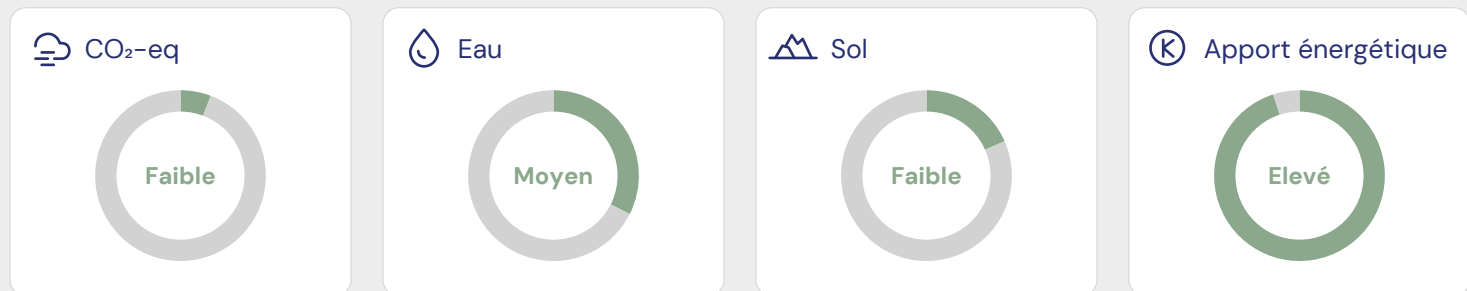 CO₂-eq
Faible
Eau
Moyen
Sol
Faible
Apport énergétique
Elevé